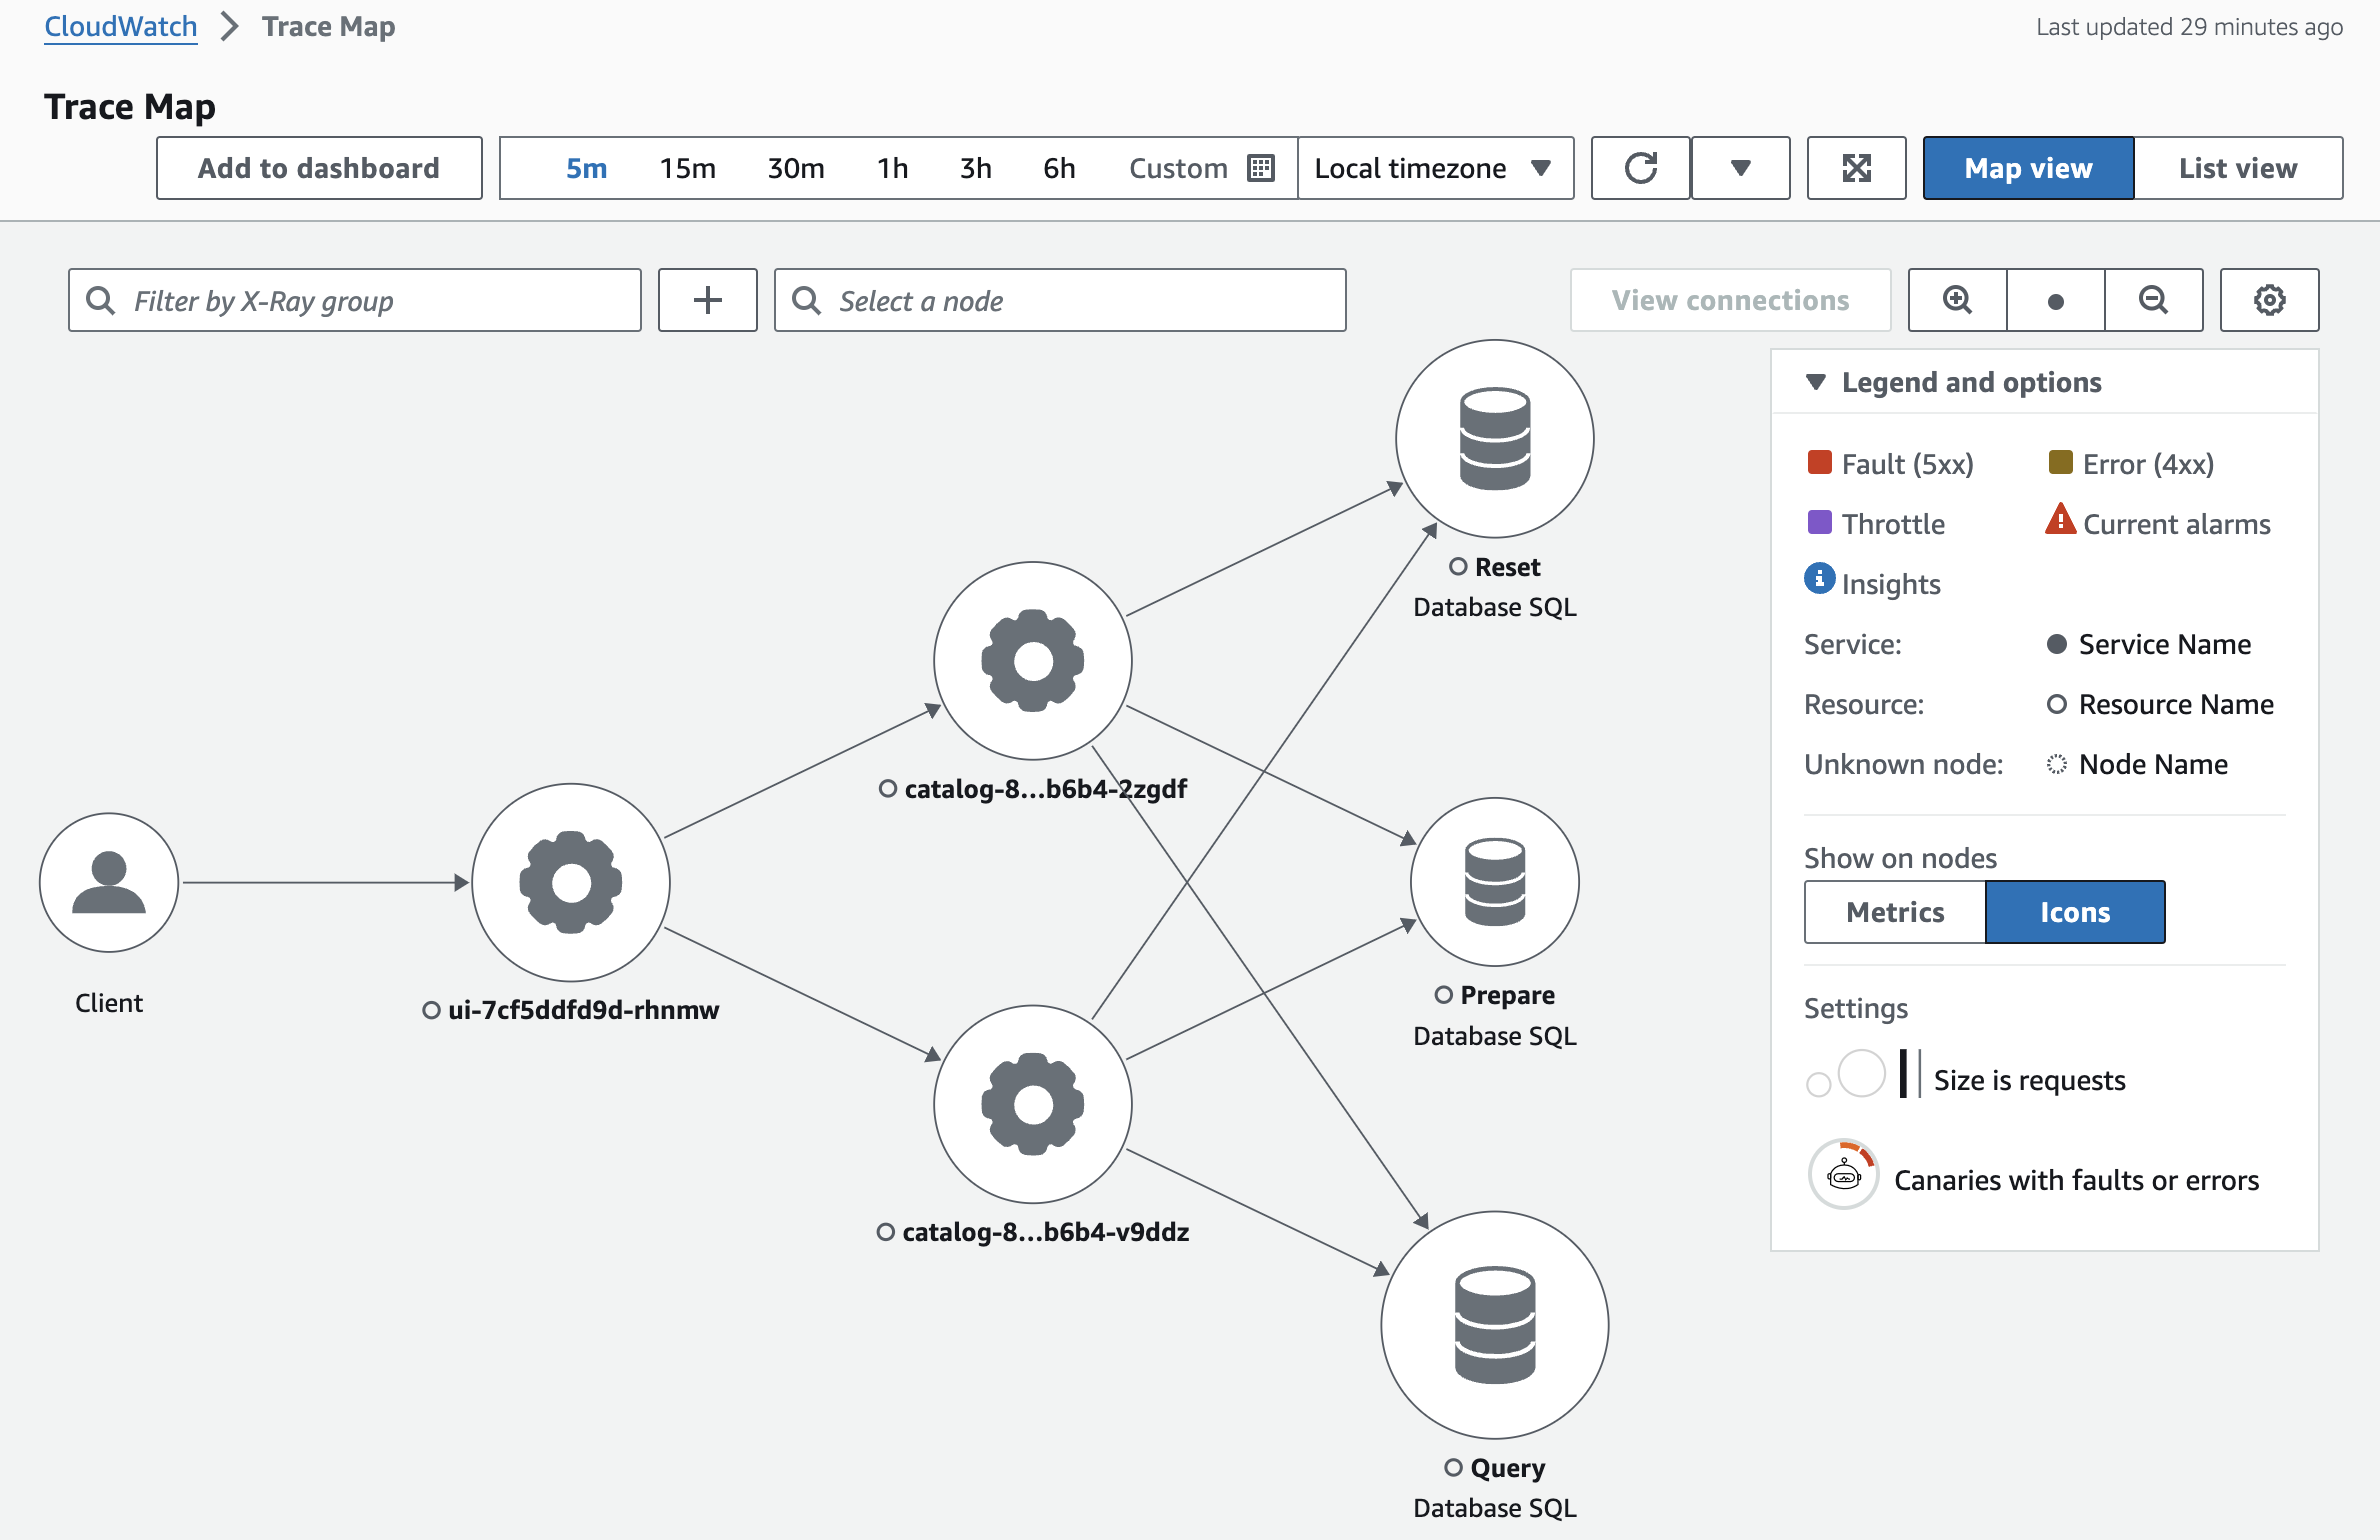 CloudWatch > Trace Map
Last updated 29 minutes ago
Trace Map
Add to dashboard
5m 15m 30m 1h 3h 6h Custom
Local timezone
Map view
List view
Filter by X-Ray group
Select a node
View connections
Legend and options
Fault (5xx)
Error (4xx)
Throttle
Current alarms
Insights
Service:
Service Name
Resource:
Resource Name
Unknown node:
Node Name
Show on nodes
Metrics
Icons
Settings
Size is requests
Canaries with faults or errors
Client
ui-7cf5ddfd9d-rhnmw
catalog-8...b6b4-2zgdf
catalog-8...b6b4-v9ddz
Reset
Database SQL
Prepare
Database SQL
Query
Database SQL